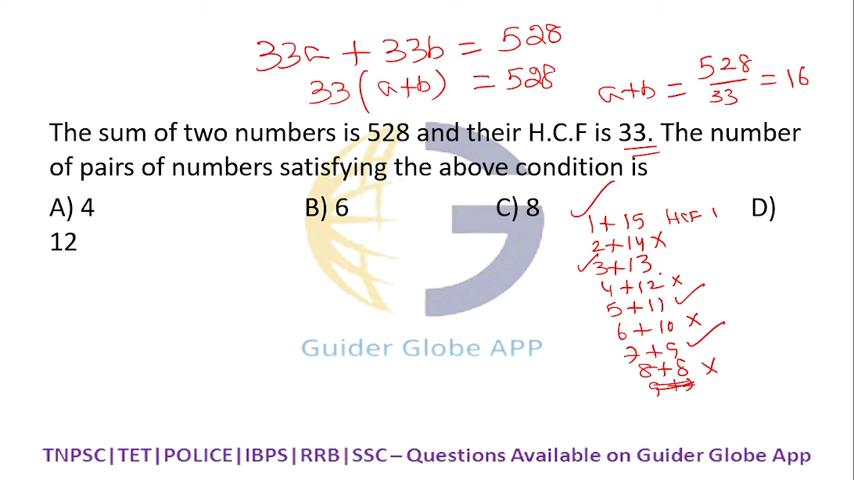 33a + 33b = 528
33 (a+b) = 528
a+b = 528/33 = 16
The sum of two numbers is 528 and their H.C.F is 33. The number
of pairs of numbers satisfying the above condition is
A) 4 B) 6 C) 8 D)
12
1+15 HCF 1
2+14 x
3+13.
4+12 x
5+11
6+10 x
7+9
8+8 x
Guider Globe APP
TNPSC|TET|POLICE|IBPS|RRB|SSC – Questions Available on Guider Globe App